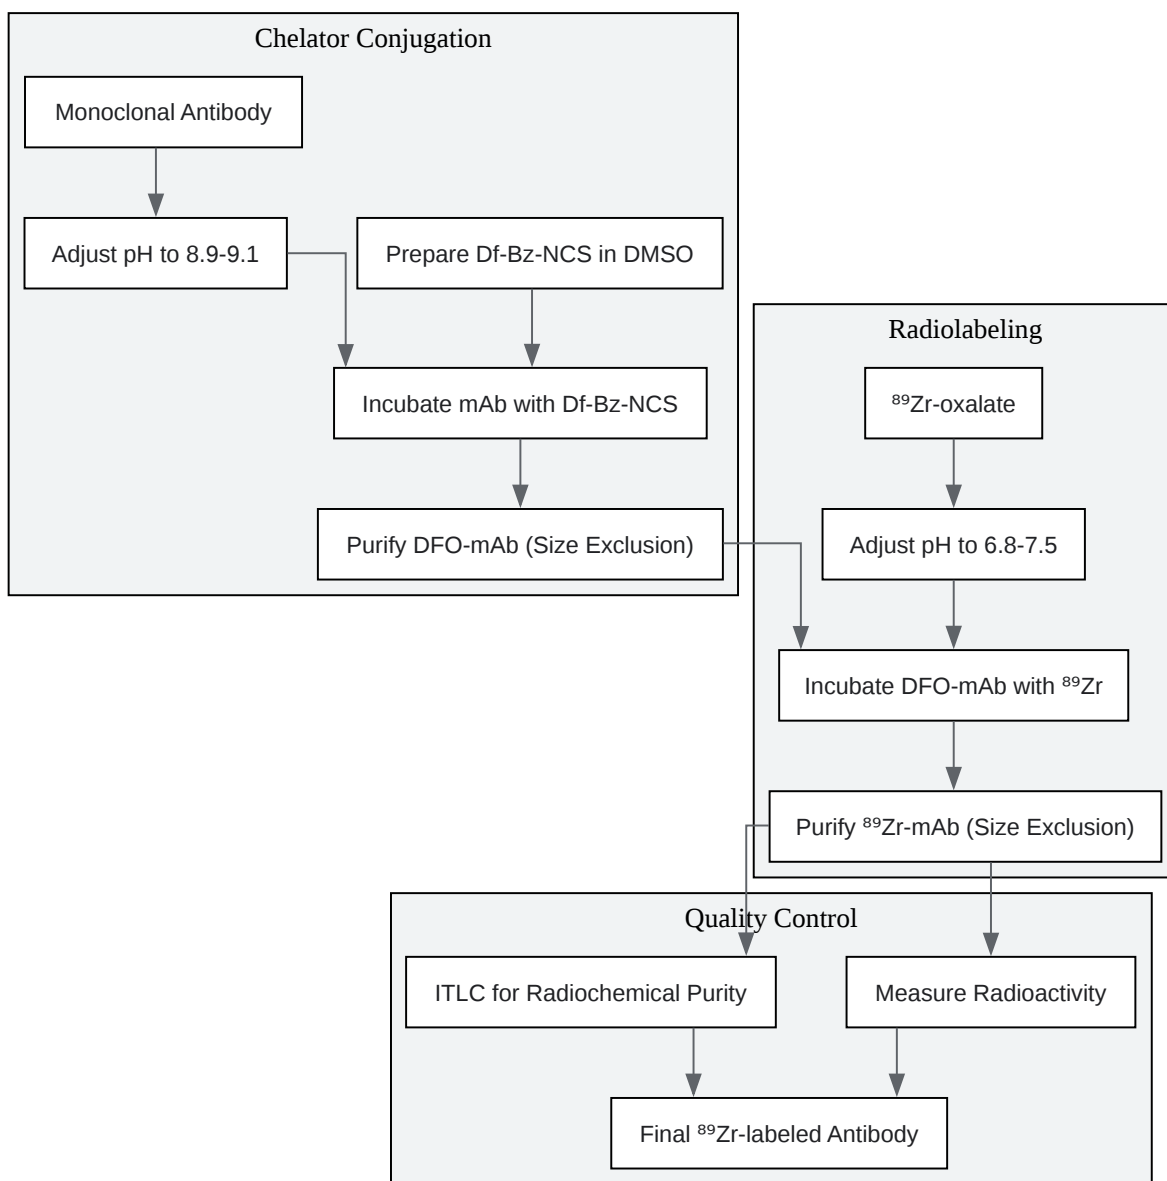 Chelator Conjugation
Monoclonal Antibody
Adjust pH to 8.9-9.1
Prepare Df-Bz-NCS in DMSO
Incubate mAb with Df-Bz-NCS
Purify DFO-mAb (Size Exclusion)
Radiolabeling
⁸⁹Zr-oxalate
Adjust pH to 6.8-7.5
Incubate DFO-mAb with ⁸⁹Zr
Purify ⁸⁹Zr-mAb (Size Exclusion)
Quality Control
ITLC for Radiochemical Purity
Measure Radioactivity
Final ⁸⁹Zr-labeled Antibody